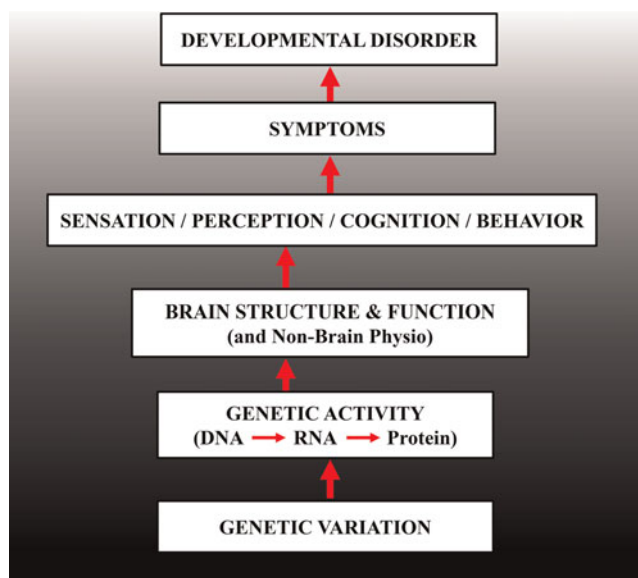 DEVELOPMENTAL DISORDER
SYMPTOMS
SENSATION / PERCEPTION / COGNITION / BEHAVIOR
BRAIN STRUCTURE & FUNCTION
(and Non-Brain Physio)
GENETIC ACTIVITY
(DNA → RNA → Protein)
GENETIC VARIATION